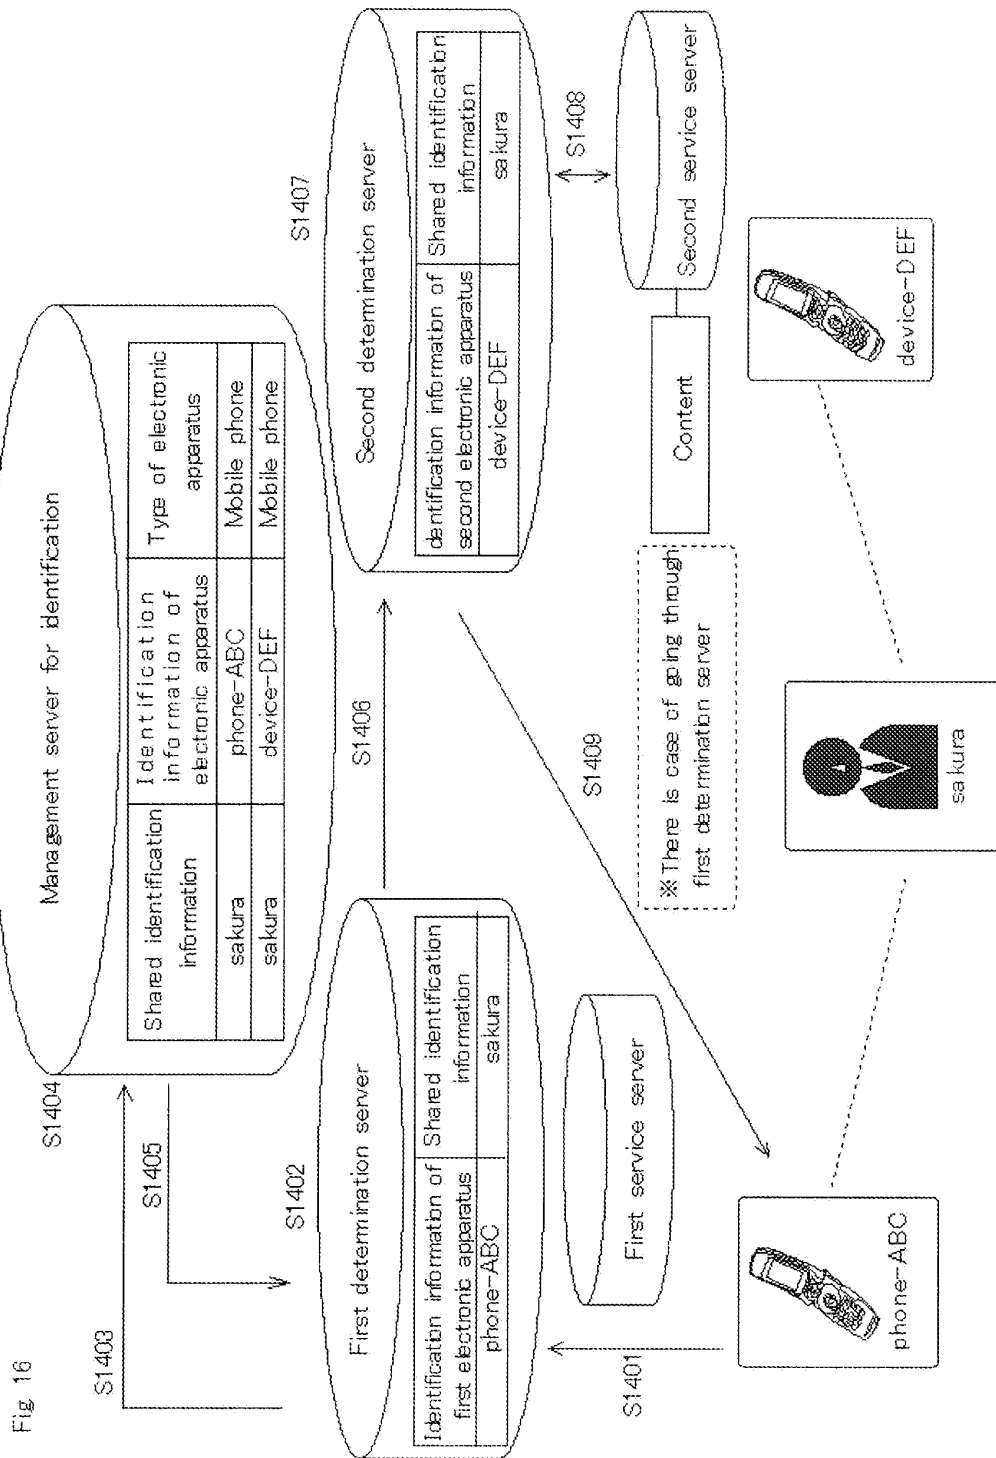 Fig. 16
S1403
S1404
S1405
Management server for identification
Shared identification
information
Identification
information of
electronic apparatus
Type of electronic
apparatus
sakura
phone-ABC
Mobile phone
sakura
device-DEF
Mobile phone
S1402
First determination server
Identification information of
first electronic apparatus
Shared identification
information
phone-ABC
sakura
S1406
S1407
Second determination server
dentification information of
second electronic apparatus
Shared identification
information
device-DEF
sakura
S1401
First service server
S1409
S1408
Second service server
Content
※There is case of going through
first determination server
phone-ABC
sakura
device-DEF